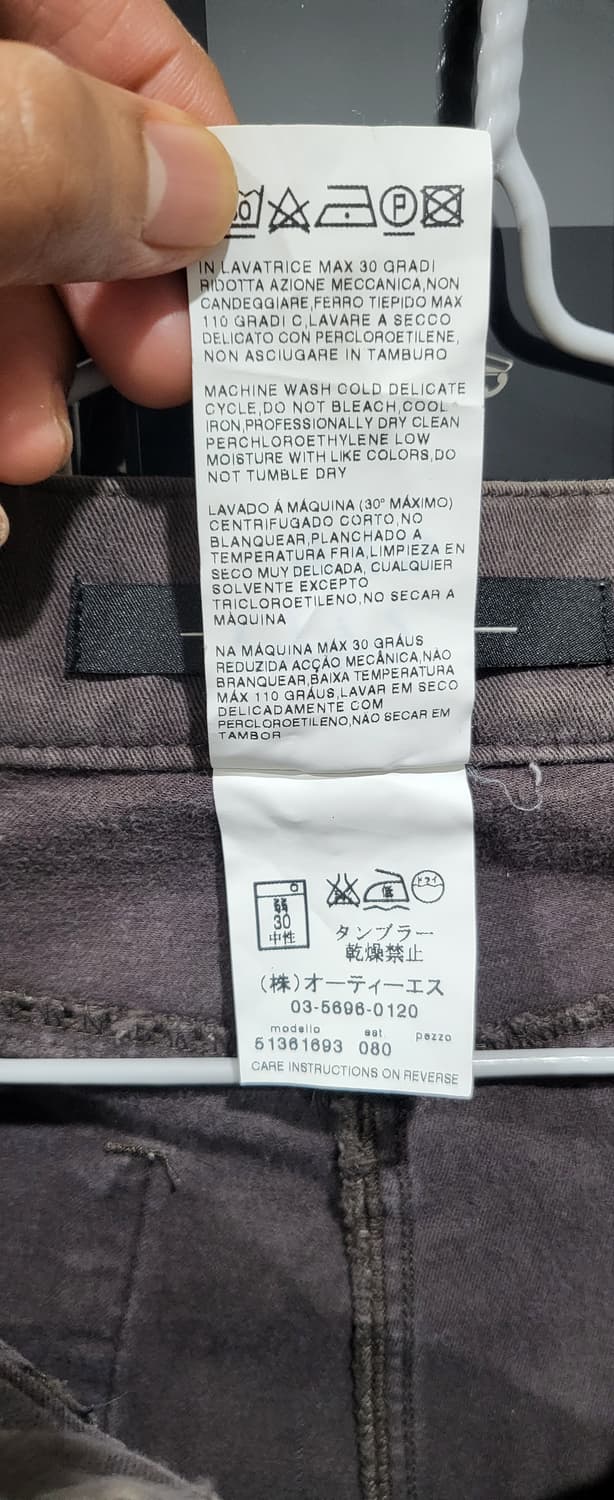 30
P
IN LAVATRICE MAX 30 GRADI
RIDOTTA AZIONE MECCANICA,NON
CANDEGGIARE,FERRO TIEPIDO MAX
110 GRADI C,LAVARE A SECCO
DELICATO CON PERCLOROETILENE,
NON ASCIUGARE IN TAMBURO
MACHINE WASH COLD DELICATE
CYCLE,DO NOT BLEACH,COOL
IRON,PROFESSIONALLY DRY CLEAN
PERCHLOROETHYLENE LOW
MOISTURE WITH LIKE COLORS,DO
NOT TUMBLE DRY
LAVADO Á MÁQUINA (30° MÁXIMO)
CENTRIFUGADO CORTO,NO
BLANQUEAR,PLANCHADO A
TEMPERATURA FRIA,LIMPIEZA EN
SECO MUY DELICADA, CUALQUIER
SOLVENTE EXCEPTO
TRICLOROETILENO,NO SECAR A
MÁQUINA
NA MÁQUINA MÁX 30 GRÁUS
REDUZIDA ACÇÃO MECÂNICA,NÃO
BRANQUEAR,BAIXA TEMPERATURA
MÁX 110 GRÁUS,LAVAR EM SECO
DELICADAMENTE COM
PERCLOROETILENO,NÃO SECAR EM
TAMBOR
弱
30
中性
低
ドライ
タンブラー
乾燥禁止
(株)オーティーエス
03-5696-0120
modello est pezzo
51361693 080
CARE INSTRUCTIONS ON REVERSE